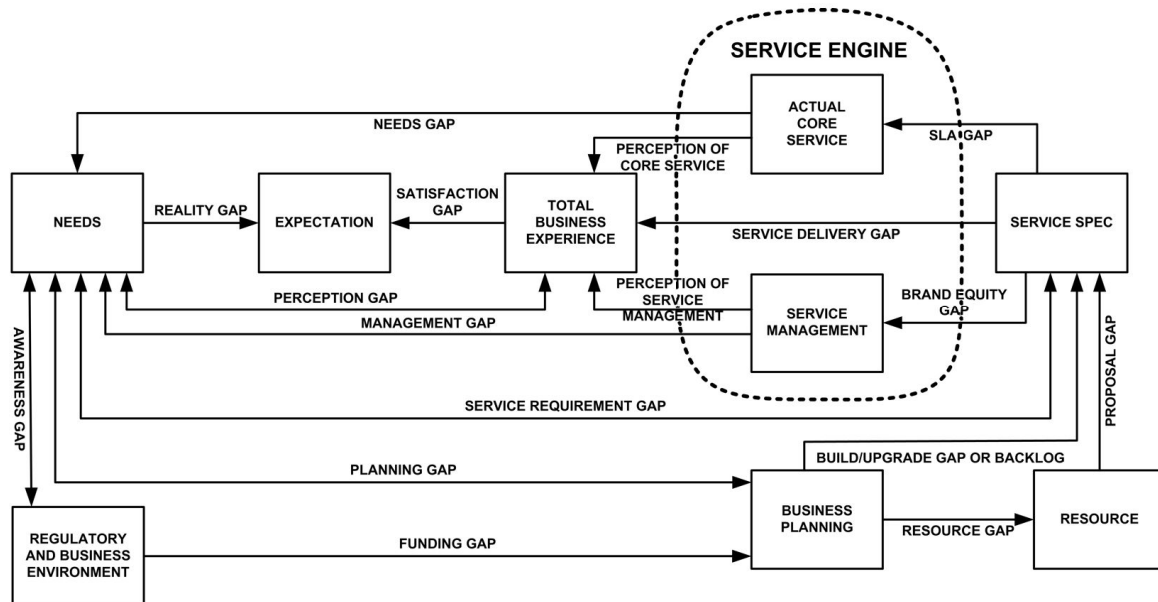 SERVICE ENGINE
ACTUAL
CORE
SERVICE
NEEDS GAP
PERCEPTION OF
CORE SERVICE
SLA GAP
NEEDS
REALITY GAP
EXPECTATION
SATISFACTION
GAP
TOTAL
BUSINESS
EXPERIENCE
SERVICE DELIVERY GAP
SERVICE SPEC
PERCEPTION GAP
PERCEPTION OF
SERVICE
MANAGEMENT
MANAGEMENT GAP
SERVICE
MANAGEMENT
BRAND EQUITY
GAP
AWARENESS GAP
SERVICE REQUIREMENT GAP
PROPOSAL GAP
PLANNING GAP
BUILD/UPGRADE GAP OR BACKLOG
REGULATORY
AND BUSINESS
ENVIRONMENT
FUNDING GAP
BUSINESS
PLANNING
RESOURCE GAP
RESOURCE